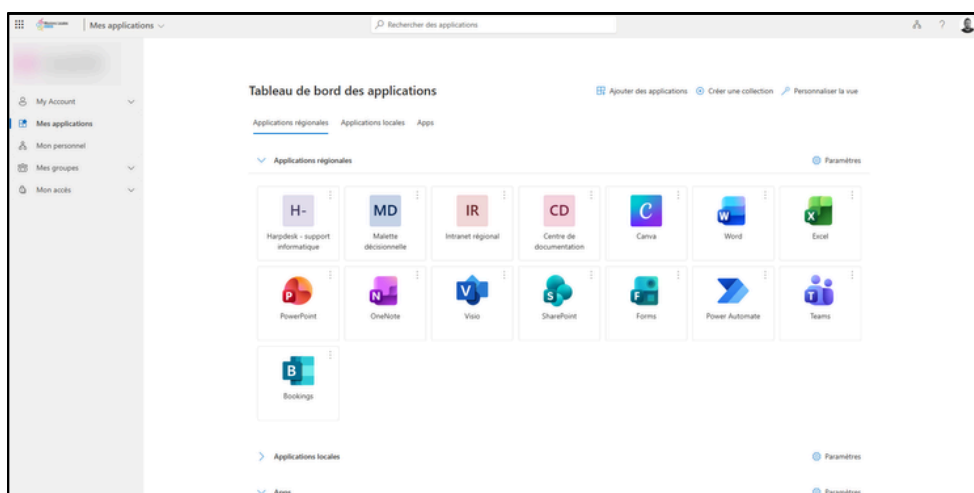 Mes applications
Rechercher des applications
?
My Account
Mes applications
Mon personnel
Mes groupes
Mon accès
Tableau de bord des applications
Ajouter des applications
Créer une collection
Personnaliser la vue
Applications régionales
Applications locales
Apps
Applications régionales
Paramètres
H-
Harpdesk - support
informatique
MD
Malette
décisionnelle
IR
Intranet régional
CD
Centre de
documentation
C
Canva
W
Word
X
Excel
P
PowerPoint
N
OneNote
V
Visio
S
SharePoint
F
Forms
Power Automate
T
Teams
B
Bookings
Applications locales
Paramètres
Apps
Paramètres